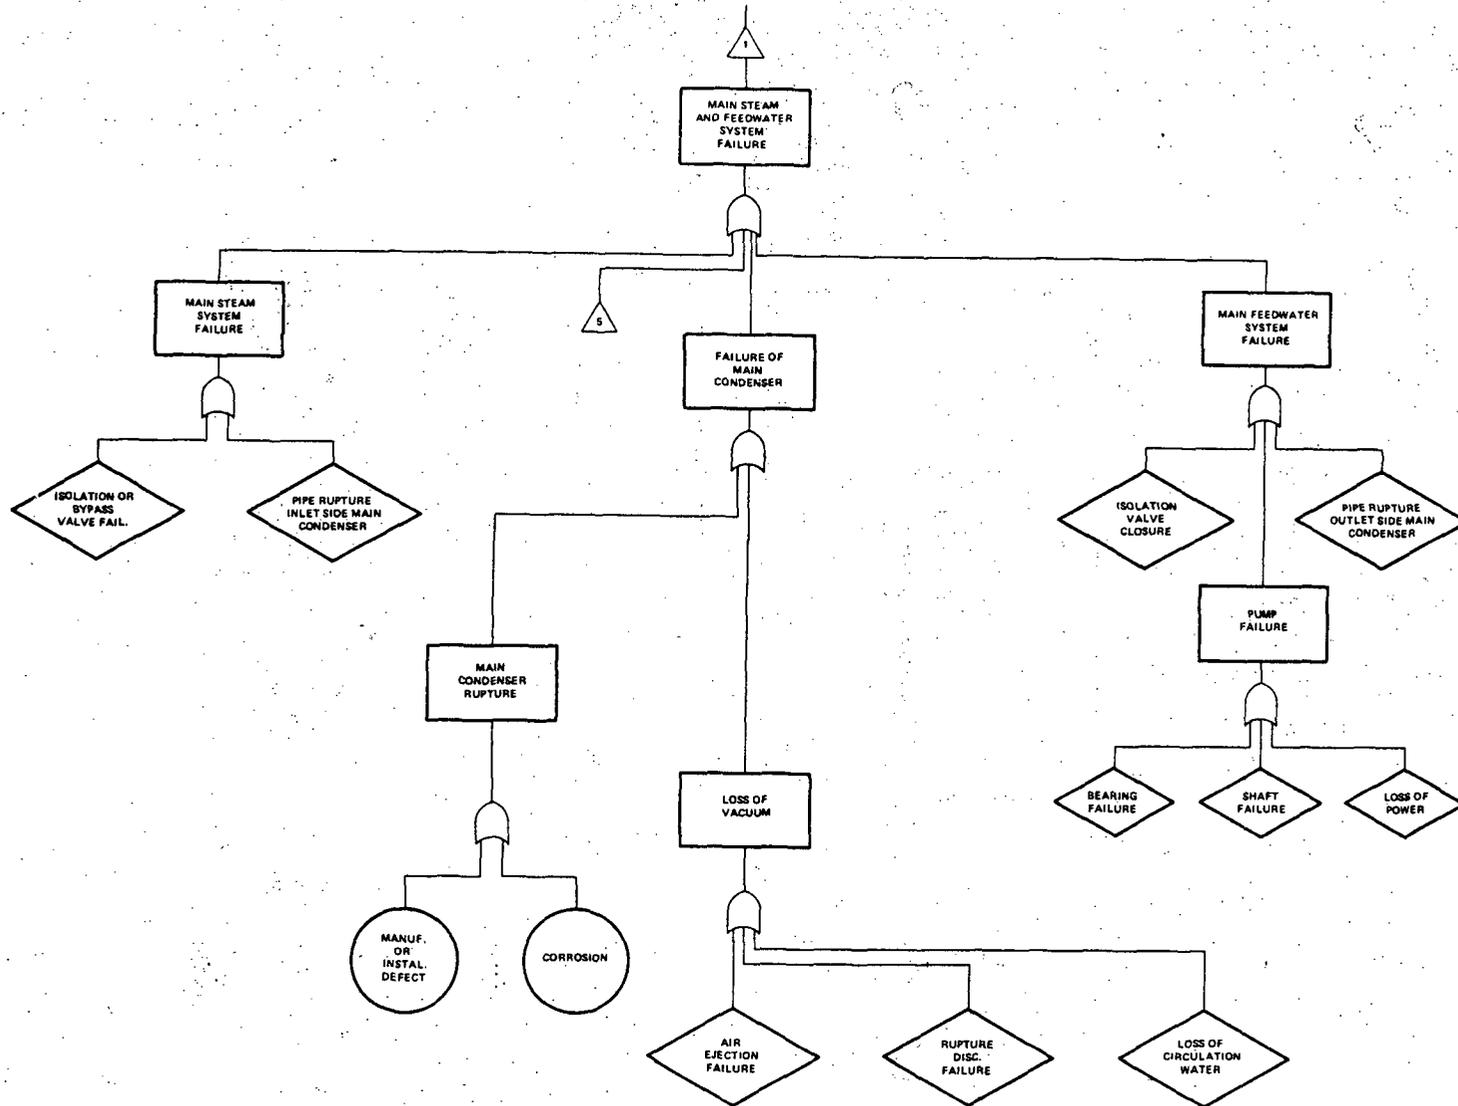 1
MAIN STEAM
AND FEEDWATER
SYSTEM
FAILURE
MAIN STEAM
SYSTEM
FAILURE
5
FAILURE OF
MAIN
CONDENSER
MAIN FEEDWATER
SYSTEM
FAILURE
ISOLATION OR
BYPASS
VALVE FAIL.
PIPE RUPTURE
INLET SIDE MAIN
CONDENSER
ISOLATION
VALVE
CLOSURE
PIPE RUPTURE
OUTLET SIDE MAIN
CONDENSER
PUMP
FAILURE
MAIN
CONDENSER
RUPTURE
LOSS OF
VACUUM
BEARING
FAILURE
SHAFT
FAILURE
LOSS OF
POWER
MANUF.
OR
INSTAL.
DEFECT
CORROSION
AIR
EJECTION
FAILURE
RUPTURE
DISC.
FAILURE
LOSS OF
CIRCULATION
WATER